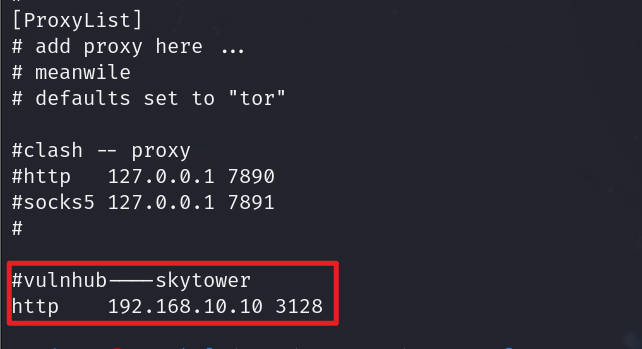 [ProxyList]
# add proxy here ...
# meanwile
# defaults set to "tor"
#clash -- proxy
#http 127.0.0.1 7890
#socks5 127.0.0.1 7891
#
#vulnhub----skytower
http 192.168.10.10 3128